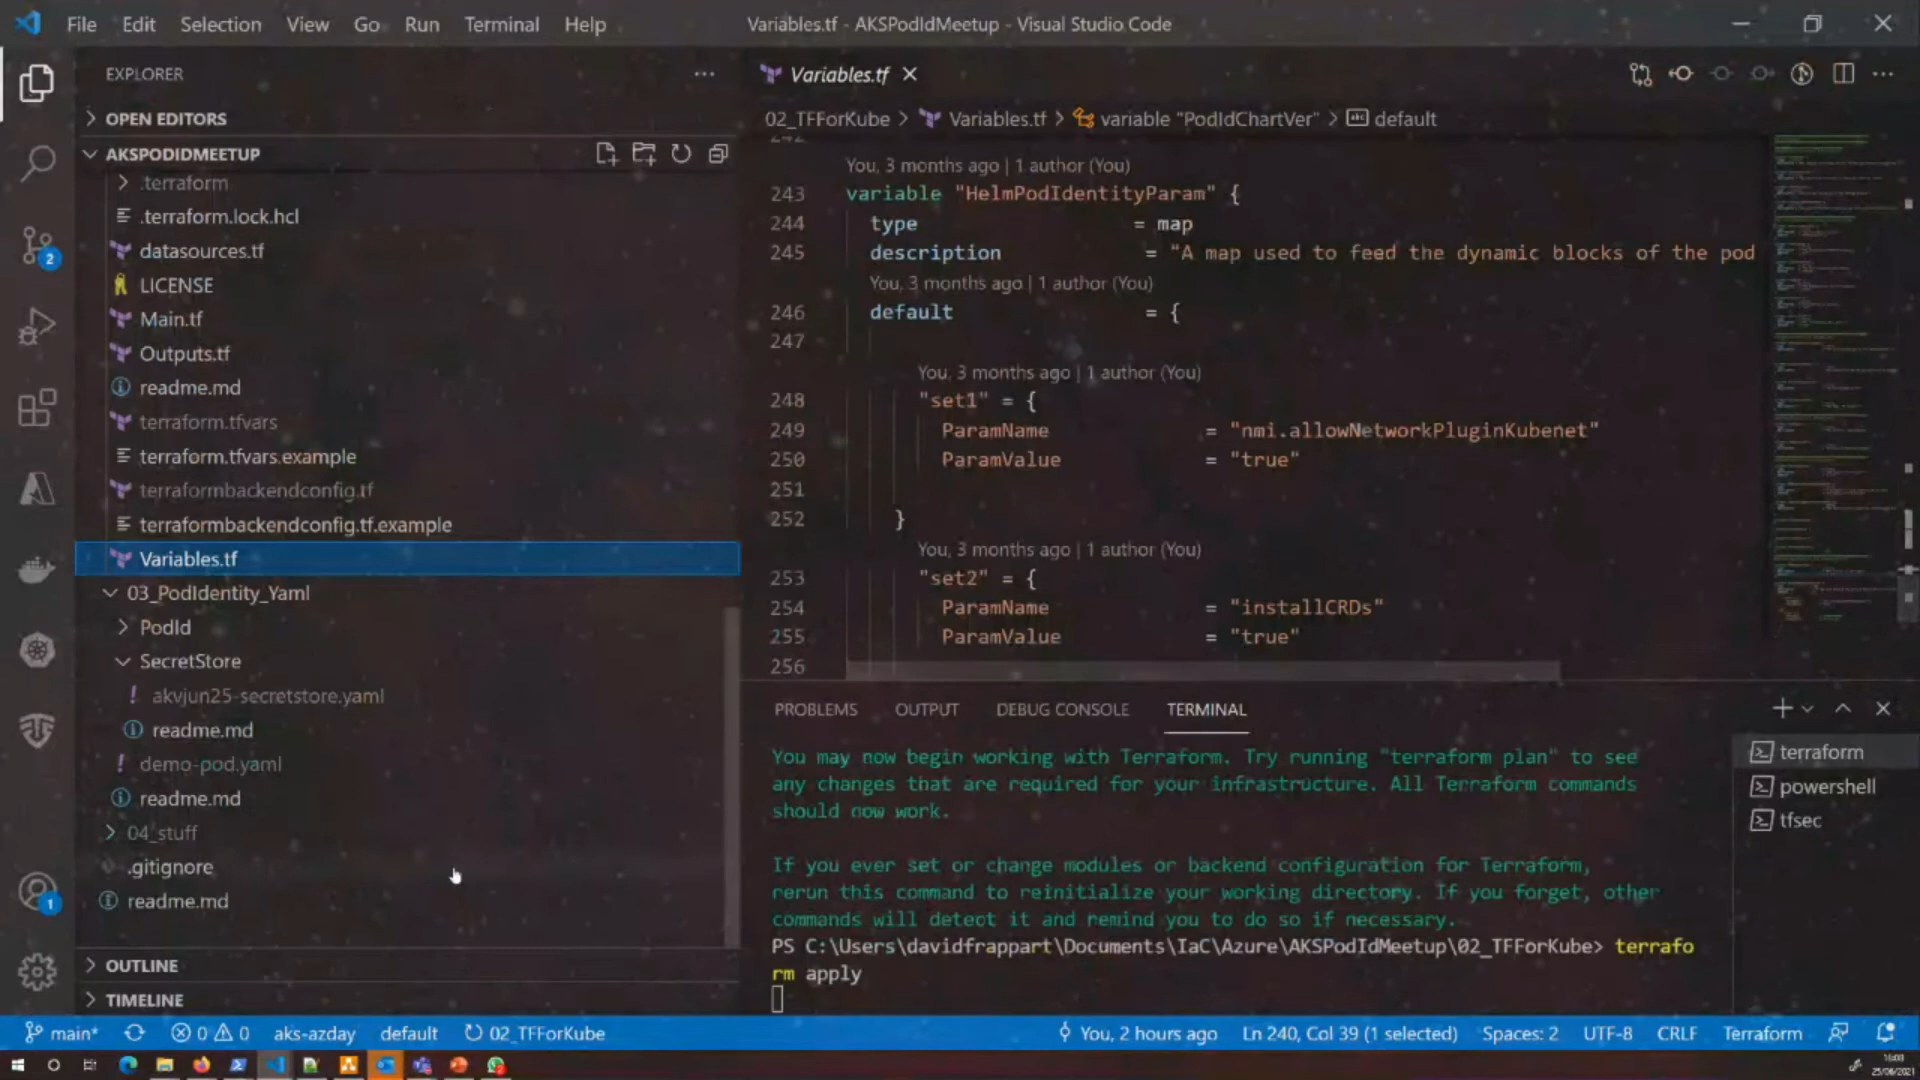 File Edit Selection View Go Run Terminal Help
Variables.tf - AKSPodIdMeetup - Visual Studio Code
EXPLORER
OPEN EDITORS
AKSPODIDMEETUP
.terraform
.terraform.lock.hcl
datasources.tf
LICENSE
Main.tf
Outputs.tf
readme.md
terraform.tfvars
terraform.tfvars.example
terraformbackendconfig.tf
terraformbackendconfig.tf.example
Variables.tf
03_PodIdentity_Yaml
PodId
SecretStore
akvjun25-secretstore.yaml
readme.md
demo-pod.yaml
readme.md
04_stuff
.gitignore
readme.md
OUTLINE
TIMELINE
Variables.tf
02_TFForKube > Variables.tf > variable "PodIdChartVer" > default
242
You, 3 months ago | 1 author (You)
243 variable "HelmPodIdentityParam" {
244 type = map
245 description = "A map used to feed the dynamic blocks of the pod
You, 3 months ago | 1 author (You)
246 default = {
247
You, 3 months ago | 1 author (You)
248 "set1" = {
249 ParamName = "nmi.allowNetworkPluginKubenet"
250 ParamValue = "true"
251
252 }
You, 3 months ago | 1 author (You)
253 "set2" = {
254 ParamName = "installCRDs"
255 ParamValue = "true"
256
PROBLEMS OUTPUT DEBUG CONSOLE TERMINAL
You may now begin working with Terraform. Try running "terraform plan" to see
any changes that are required for your infrastructure. All Terraform commands
should now work.
If you ever set or change modules or backend configuration for Terraform,
rerun this command to reinitialize your working directory. If you forget, other
commands will detect it and remind you to do so if necessary.
PS C:\Users\davidfrappart\Documents\IaC\Azure\AKSPodIdMeetup\02_TFForKube> terrafo
rm apply
terraform
powershell
tfsec
2
1
main* 0 0 aks-azday default 02_TFForKube
You, 2 hours ago Ln 240, Col 39 (1 selected) Spaces: 2 UTF-8 CRLF Terraform
16:03
25/06/2021